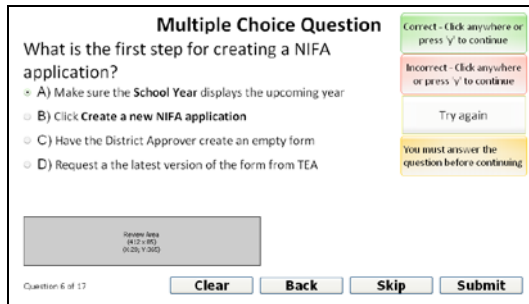 Multiple Choice Question
What is the first step for creating a NIFA
application?
A) Make sure the School Year displays the upcoming year
B) Click Create a new NIFA application
C) Have the District Approver create an empty form
D) Request a the latest version of the form from TEA
Correct - Click anywhere or
press 'y' to continue
Incorrect - Click anywhere
or press 'y' to continue
Try again
You must answer the
question before continuing
Review Area
Question 6 of 17
Clear
Back
Skip
Submit